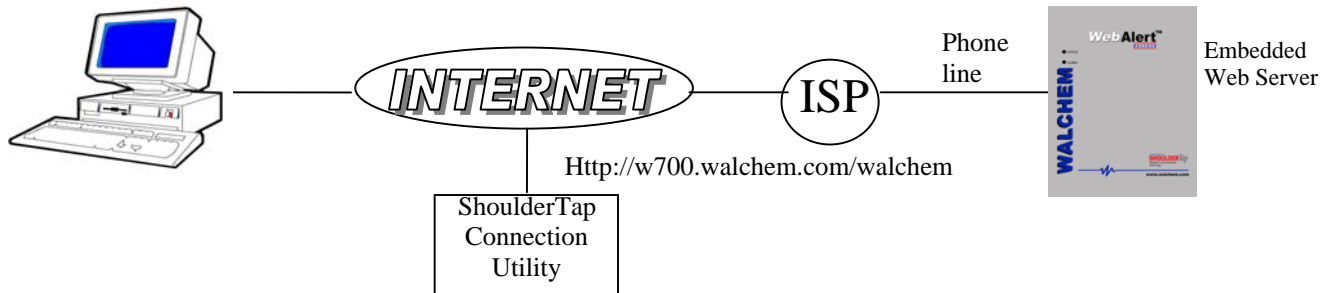 INTERNET
ISP
Phone
line
WebAlert™
WALCHEM
SHOULDERTap
www.walchem.com
Embedded
Web Server
Http://w700.walchem.com/walchem
ShoulderTap
Connection
Utility